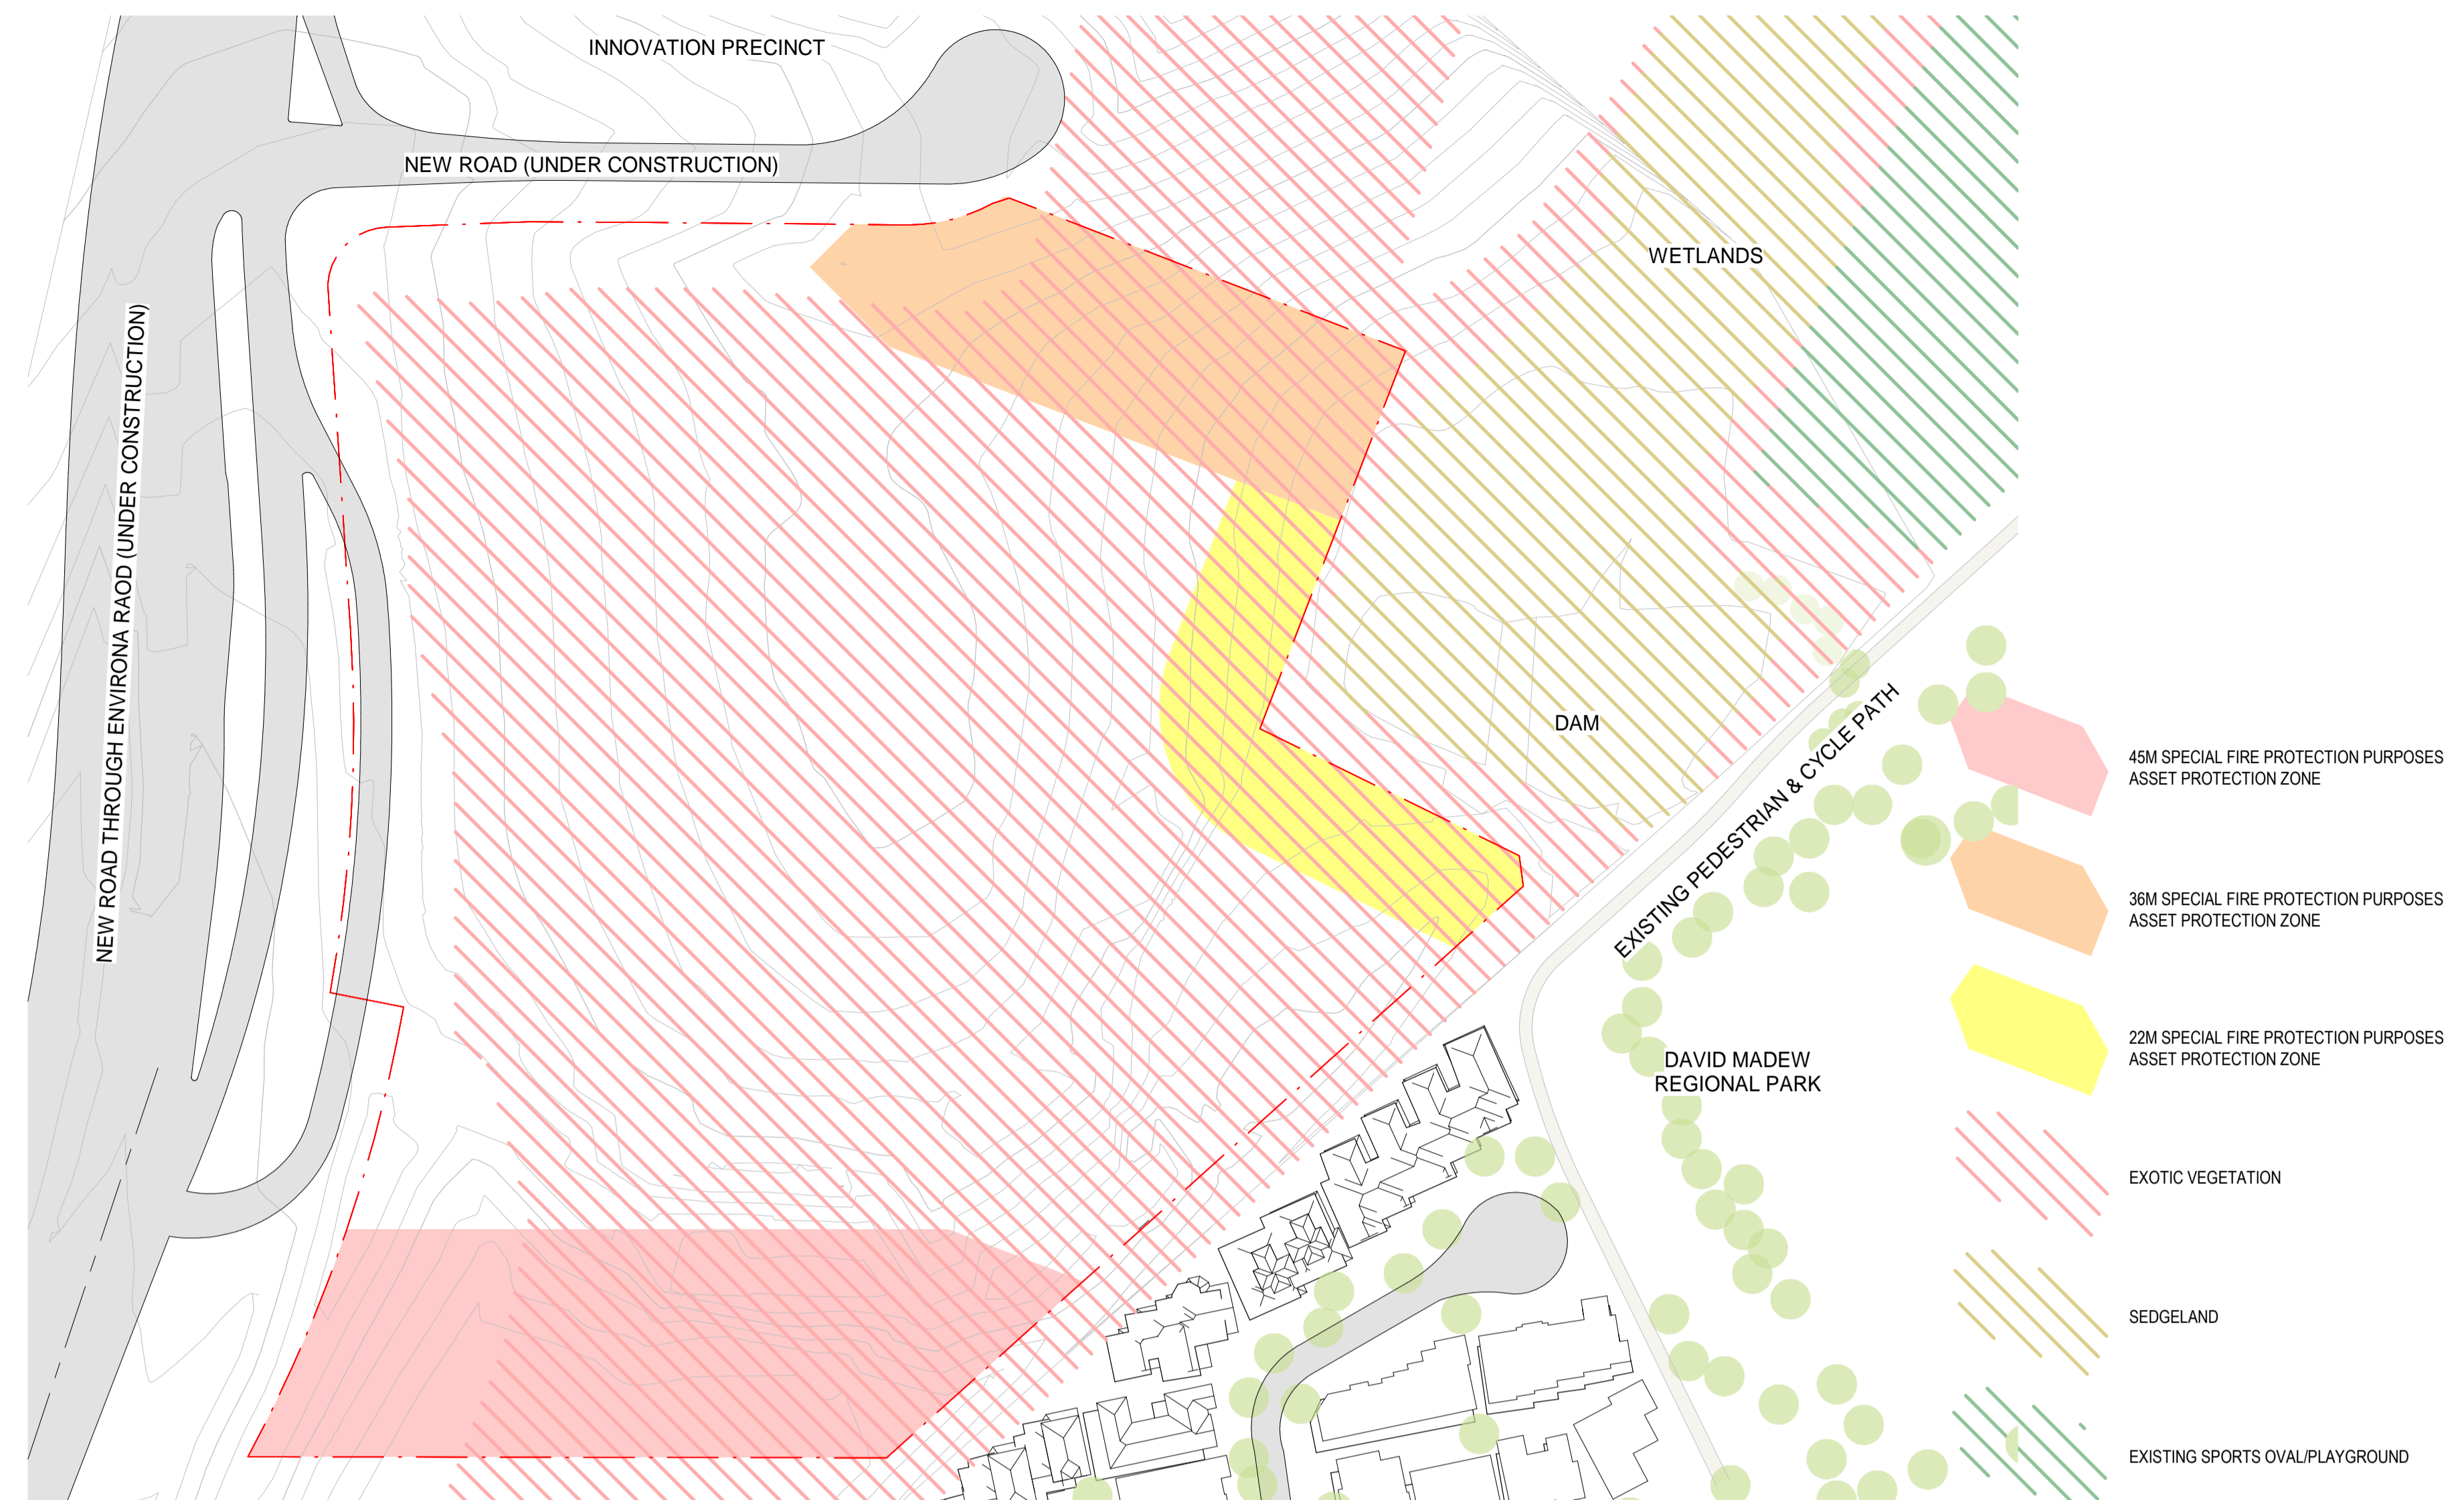 INNOVATION PRECINCT
NEW ROAD (UNDER CONSTRUCTION)
WETLANDS
NEW ROAD THROUGH ENVIRONA RAOD (UNDER CONSTRUCTION)
DAM
EXISTING PEDESTRIAN & CYCLE PATH
DAVID MADEW
REGIONAL PARK
45M SPECIAL FIRE PROTECTION PURPOSES
ASSET PROTECTION ZONE
36M SPECIAL FIRE PROTECTION PURPOSES
ASSET PROTECTION ZONE
22M SPECIAL FIRE PROTECTION PURPOSES
ASSET PROTECTION ZONE
EXOTIC VEGETATION
SEDGELAND
EXISTING SPORTS OVAL/PLAYGROUND